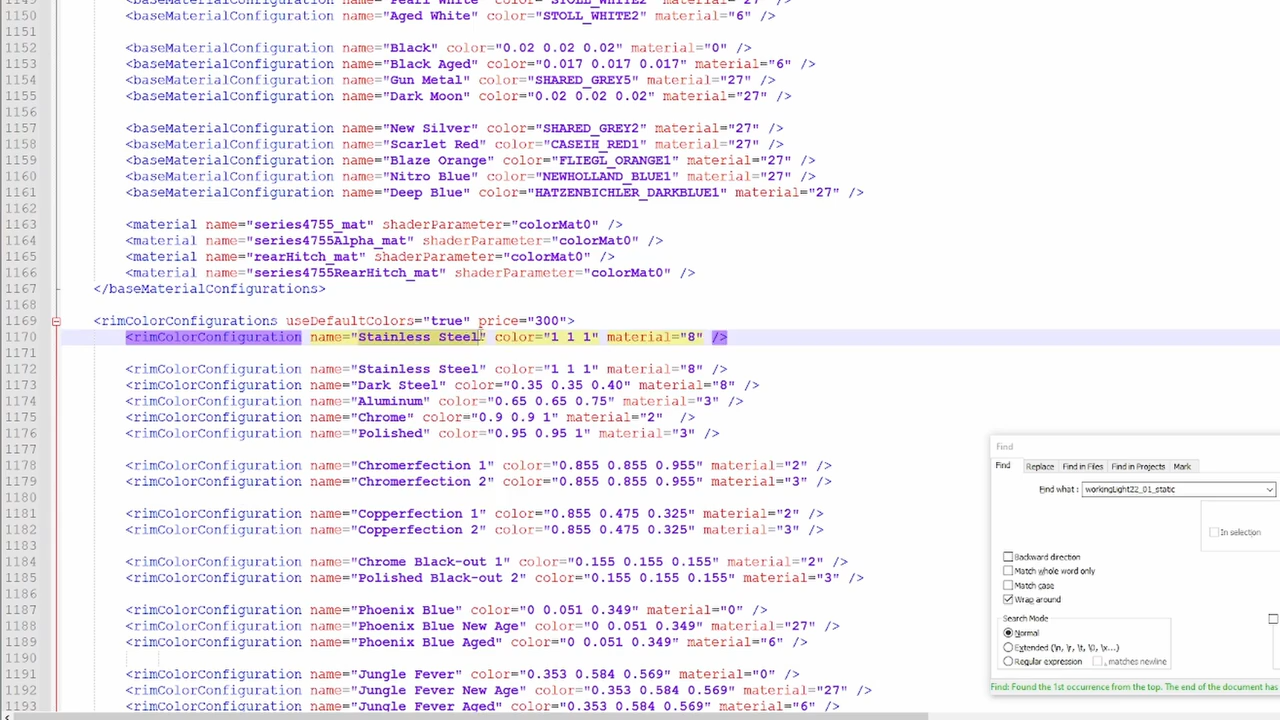 1149 <baseMaterialConfiguration name="Pearl White" color="STOLL_WHITE2" material="27" />
1150 <baseMaterialConfiguration name="Aged White" color="STOLL_WHITE2" material="6" />
1151
1152 <baseMaterialConfiguration name="Black" color="0.02 0.02 0.02" material="0" />
1153 <baseMaterialConfiguration name="Black Aged" color="0.017 0.017 0.017" material="6" />
1154 <baseMaterialConfiguration name="Gun Metal" color="SHARED_GREY5" material="27" />
1155 <baseMaterialConfiguration name="Dark Moon" color="0.02 0.02 0.02" material="27" />
1156
1157 <baseMaterialConfiguration name="New Silver" color="SHARED_GREY2" material="27" />
1158 <baseMaterialConfiguration name="Scarlet Red" color="CASEIH_RED1" material="27" />
1159 <baseMaterialConfiguration name="Blaze Orange" color="FLIEGL_ORANGE1" material="27" />
1160 <baseMaterialConfiguration name="Nitro Blue" color="NEWHOLLAND_BLUE1" material="27" />
1161 <baseMaterialConfiguration name="Deep Blue" color="HATZENBICHLER_DARKBLUE1" material="27" />
1162
1163 <material name="series4755_mat" shaderParameter="colorMat0" />
1164 <material name="series4755Alpha_mat" shaderParameter="colorMat0" />
1165 <material name="rearHitch_mat" shaderParameter="colorMat0" />
1166 <material name="series4755RearHitch_mat" shaderParameter="colorMat0" />
1167 </baseMaterialConfigurations>
1168
1169 <rimColorConfigurations useDefaultColors="true" price="300">
1170 <rimColorConfiguration name="Stainless Steel" color="1 1 1" material="8" />
1171
1172 <rimColorConfiguration name="Stainless Steel" color="1 1 1" material="8" />
1173 <rimColorConfiguration name="Dark Steel" color="0.35 0.35 0.40" material="8" />
1174 <rimColorConfiguration name="Aluminum" color="0.65 0.65 0.75" material="3" />
1175 <rimColorConfiguration name="Chrome" color="0.9 0.9 1" material="2"  />
1176 <rimColorConfiguration name="Polished" color="0.95 0.95 1" material="3" />
1177
1178 <rimColorConfiguration name="Chromerfection 1" color="0.855 0.855 0.955" material="2" />
1179 <rimColorConfiguration name="Chromerfection 2" color="0.855 0.855 0.955" material="3" />
1180
1181 <rimColorConfiguration name="Copperfection 1" color="0.855 0.475 0.325" material="2" />
1182 <rimColorConfiguration name="Copperfection 2" color="0.855 0.475 0.325" material="3" />
1183
1184 <rimColorConfiguration name="Chrome Black-out 1" color="0.155 0.155 0.155" material="2" />
1185 <rimColorConfiguration name="Polished Black-out 2" color="0.155 0.155 0.155" material="3" />
1186
1187 <rimColorConfiguration name="Phoenix Blue" color="0 0.051 0.349" material="0" />
1188 <rimColorConfiguration name="Phoenix Blue New Age" color="0 0.051 0.349" material="27" />
1189 <rimColorConfiguration name="Phoenix Blue Aged" color="0 0.051 0.349" material="6" />
1190
1191 <rimColorConfiguration name="Jungle Fever" color="0.353 0.584 0.569" material="0" />
1192 <rimColorConfiguration name="Jungle Fever New Age" color="0.353 0.584 0.569" material="27" />
1193 <rimColorConfiguration name="Jungle Fever Aged" color="0.353 0.584 0.569" material="6" />
Find
Find Replace Find in Files Find in Projects Mark
Find what : workingLight22_01_static
In selection
Backward direction
Match whole word only
Match case
Wrap around
Search Mode
Normal
Extended (\n, \r, \t, \0, \x...)
Regular expression . matches newline
Find: Found the 1st occurrence from the top. The end of the document has